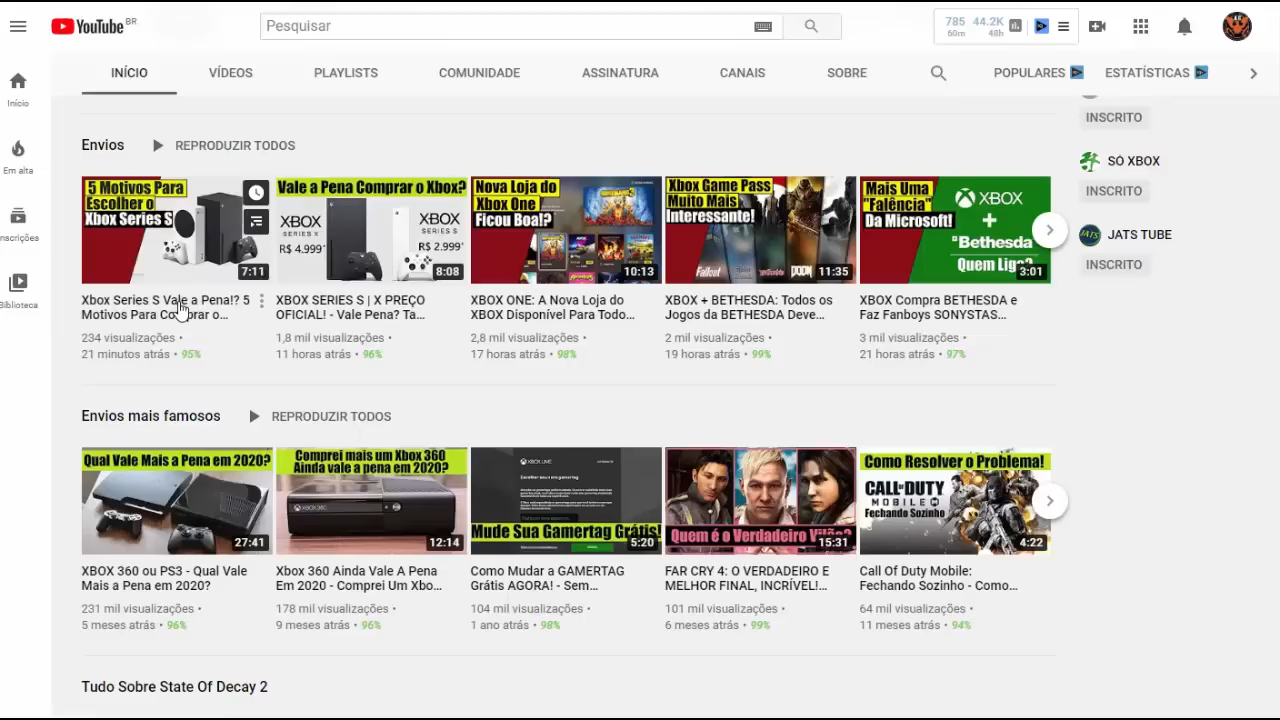 YouTube BR
Pesquisar
785 44.2K
60m 48h
INÍCIO VÍDEOS PLAYLISTS COMUNIDADE ASSINATURA CANAIS SOBRE POPULARES ESTATÍSTICAS
Início
Em alta
nscrições
Biblioteca
INSCRITO
SÓ XBOX
INSCRITO
JATS TUBE
INSCRITO
Envios REPRODUZIR TODOS
5 Motivos Para
Escolher o
Xbox Series S
7:11
Xbox Series S Vale a Pena!? 5
Motivos Para Comprar o...
234 visualizações •
21 minutos atrás • 95%
Vale a Pena Comprar o Xbox?
XBOX
SERIES X
R$ 4.999
XBOX
SERIES S
R$ 2.999
8:08
XBOX SERIES S | X PREÇO
OFICIAL! - Vale Pena? Ta...
1,8 mil visualizações •
11 horas atrás • 96%
Nova Loja do
Xbox One
Ficou Boa!?
10:13
XBOX ONE: A Nova Loja do
XBOX Disponível Para Todo...
2,8 mil visualizações •
17 horas atrás • 98%
Xbox Game Pass
Muito Mais
Interessante!
Fallout
DOOM
11:35
XBOX + BETHESDA: Todos os
Jogos da BETHESDA Deve...
2 mil visualizações •
19 horas atrás • 99%
Mais Uma
"Falência"
Da Microsoft!
XBOX
+
"Bethesda
Quem Liga?
3:01
XBOX Compra BETHESDA e
Faz Fanboys SONYSTAS...
3 mil visualizações •
21 horas atrás • 97%
Envios mais famosos REPRODUZIR TODOS
Qual Vale Mais a Pena em 2020?
27:41
XBOX 360 ou PS3 - Qual Vale
Mais a Pena em 2020?
231 mil visualizações •
5 meses atrás • 96%
Comprei mais um Xbox 360
Ainda vale a pena em 2020?
XBOX 360
12:14
Xbox 360 Ainda Vale A Pena
Em 2020 - Comprei Um Xbo...
178 mil visualizações •
9 meses atrás • 96%
XBOX LIVE
Mude Sua Gamertag Grátis!
5:20
Como Mudar a GAMERTAG
Grátis AGORA! - Sem...
104 mil visualizações •
1 ano atrás • 98%
Quem é o Verdadeiro Vilão?
15:31
FAR CRY 4: O VERDADEIRO E
MELHOR FINAL, INCRÍVEL!...
101 mil visualizações •
6 meses atrás • 99%
Como Resolver o Problema!
CALL OF DUTY
MOBILE
Fechando Sozinho
4:22
Call Of Duty Mobile:
Fechando Sozinho - Como...
64 mil visualizações •
11 meses atrás • 94%
Tudo Sobre State Of Decay 2